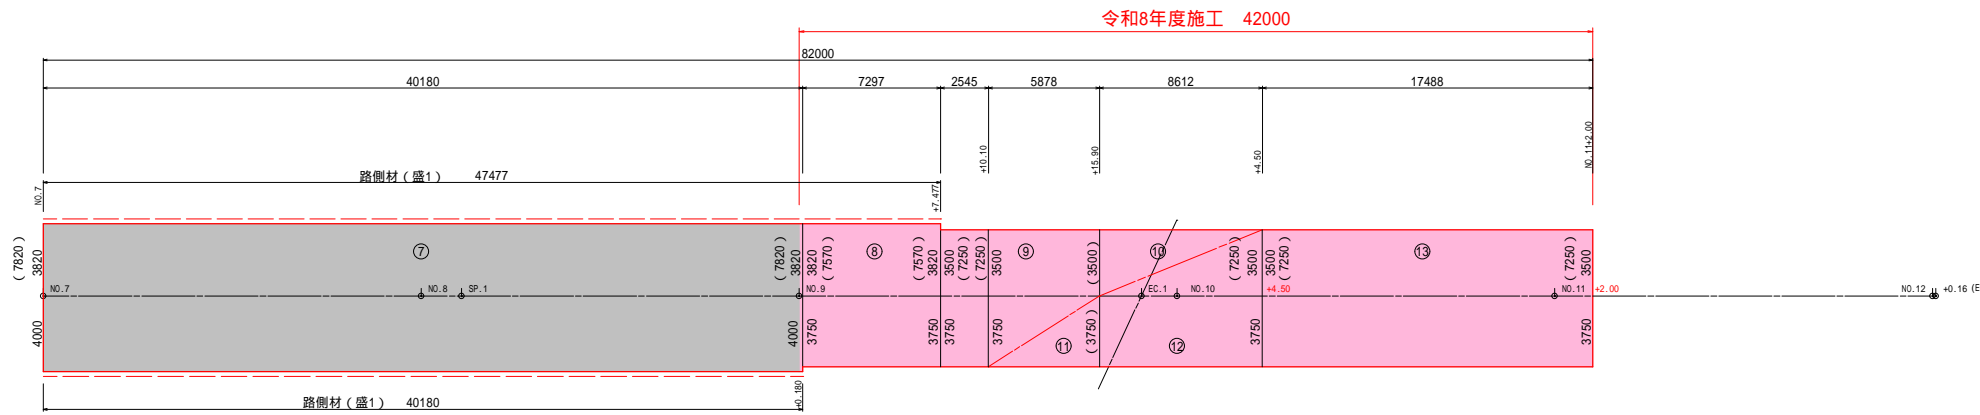 令和8年度施工 42000
82000
40180 7297 2545 5878 8612 17488
+10.10 +15.90 +4.50 NO.11+2.00
路側材（盛1） 47477
NO.7 +7.477
（7820） 3820 ⑦ （7820） 3820 3820 （7570） ⑧ （7570） 3820 3500 （7250） （7250） 3500 ⑨ （3500） ⑩ （7250） 3500 3500 （7250） ⑬ （7250） 3500
NO.7 NO.8 SP.1 NO.9 EC.1 NO.10 +4.50 NO.11 +2.00 NO.12 +0.16 (E
4000 4000 3750 3750 3750 3750 ⑪ （3750） ⑫ 3750 3750
+0.180
路側材（盛1） 40180